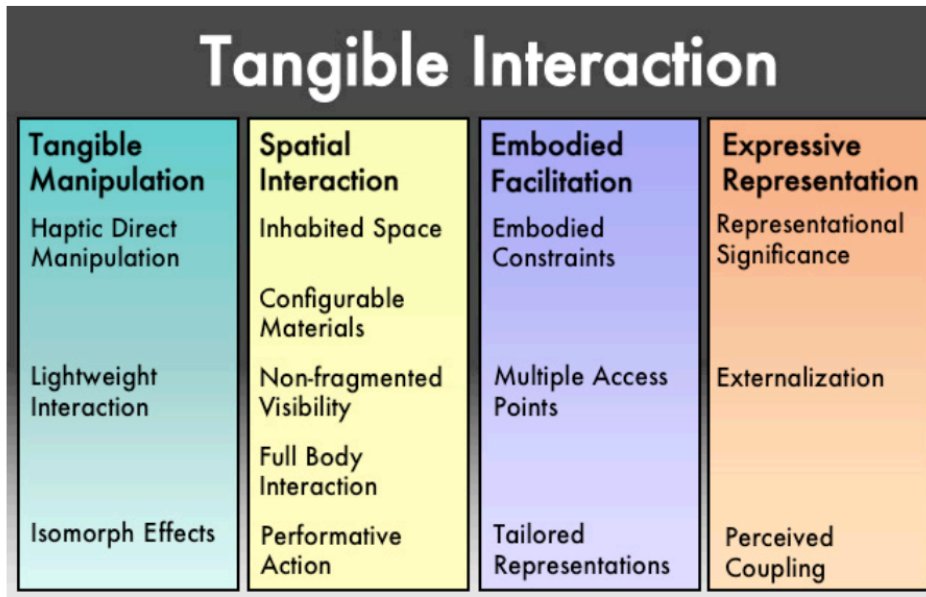 Tangible Interaction
Tangible
Manipulation
Haptic Direct
Manipulation
Lightweight
Interaction
Isomorph Effects
Spatial
Interaction
Inhabited Space
Configurable
Materials
Non-fragmented
Visibility
Full Body
Interaction
Performative
Action
Embodied
Facilitation
Embodied
Constraints
Multiple Access
Points
Tailored
Representations
Expressive
Representation
Representational
Significance
Externalization
Perceived
Coupling